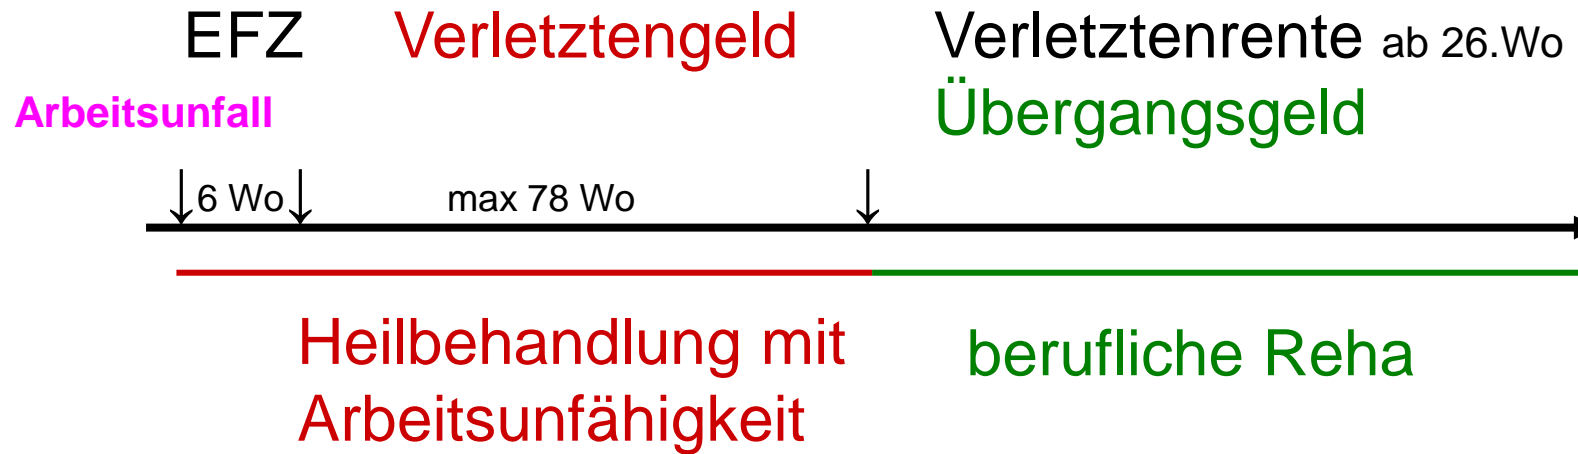 EFZ Verletztengeld Verletztenrente ab 26.Wo
Arbeitsunfall Übergangsgeld
6 Wo max 78 Wo
Heilbehandlung mit berufliche Reha
Arbeitsunfähigkeit